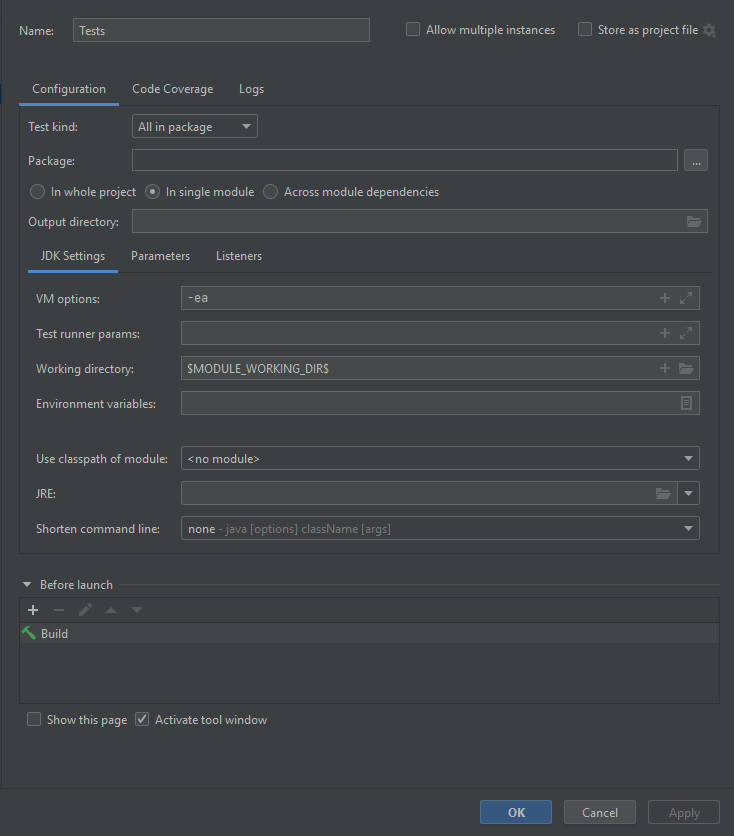 Name: Tests Allow multiple instances Store as project file
Configuration Code Coverage Logs
Test kind: All in package
Package: ...
In whole project In single module Across module dependencies
Output directory:
JDK Settings Parameters Listeners
VM options: -ea
Test runner params:
Working directory: $MODULE_WORKING_DIR$
Environment variables:
Use classpath of module: <no module>
JRE:
Shorten command line: none - java [options] className [args]
Before launch
Build
Show this page Activate tool window
OK Cancel Apply